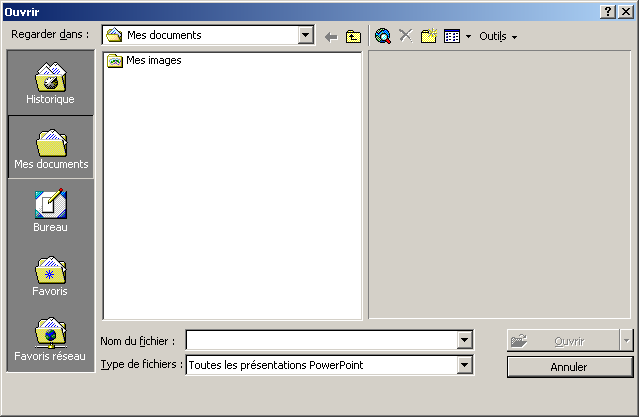 Ouvrir
Regarder dans :
Mes documents
Outils
Historique
Mes documents
Bureau
Favoris
Favoris réseau
Mes images
Nom du fichier :
Ouvrir
Type de fichiers :
Toutes les présentations PowerPoint
Annuler